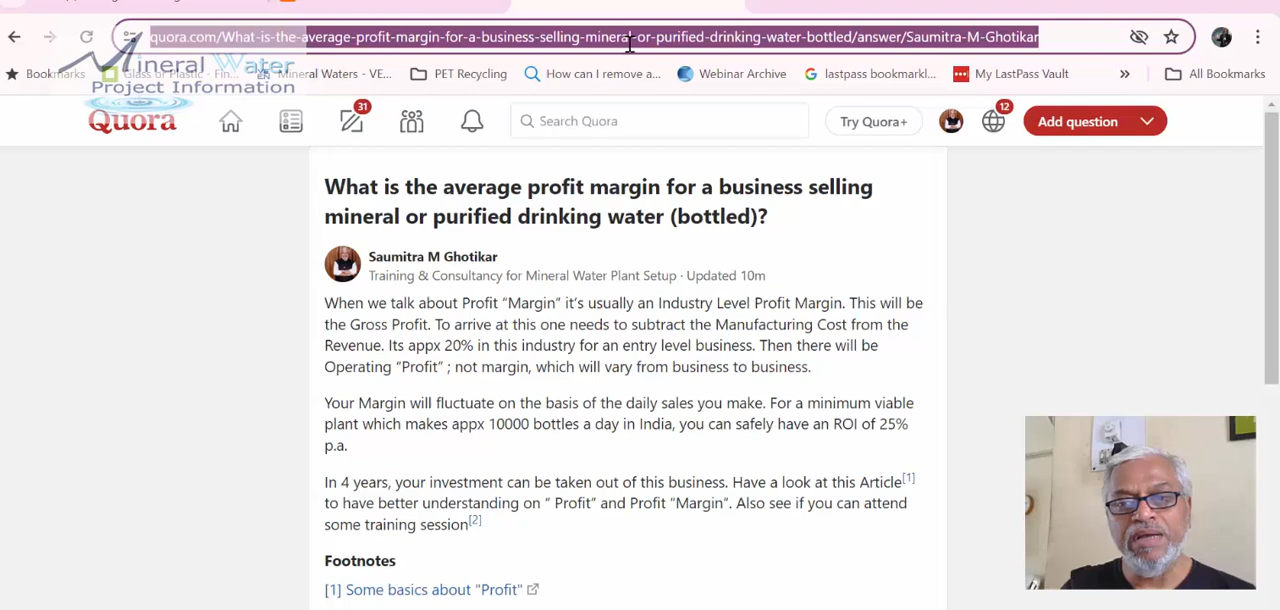 quora.com/What-is-the-average-profit-margin-for-a-business-selling-mineral-or-purified-drinking-water-bottled/answer/Saumitra-M-Ghotikar
Bookmarks
Mineral Waters - VE...
PET Recycling
How can I remove a...
Webinar Archive
lastpass bookmarkl...
My LastPass Vault
»
All Bookmarks
Mineral Water
Project Information
Quora
31
Search Quora
Try Quora+
12
Add question
What is the average profit margin for a business selling
mineral or purified drinking water (bottled)?
Saumitra M Ghotikar
Training & Consultancy for Mineral Water Plant Setup · Updated 10m
When we talk about Profit “Margin” it’s usually an Industry Level Profit Margin. This will be
the Gross Profit. To arrive at this one needs to subtract the Manufacturing Cost from the
Revenue. Its appx 20% in this industry for an entry level business. Then there will be
Operating “Profit” ; not margin, which will vary from business to business.
Your Margin will fluctuate on the basis of the daily sales you make. For a minimum viable
plant which makes appx 10000 bottles a day in India, you can safely have an ROI of 25%
p.a.
In 4 years, your investment can be taken out of this business. Have a look at this Article[1]
to have better understanding on “ Profit” and Profit “Margin”. Also see if you can attend
some training session[2]
Footnotes
[1] Some basics about "Profit"